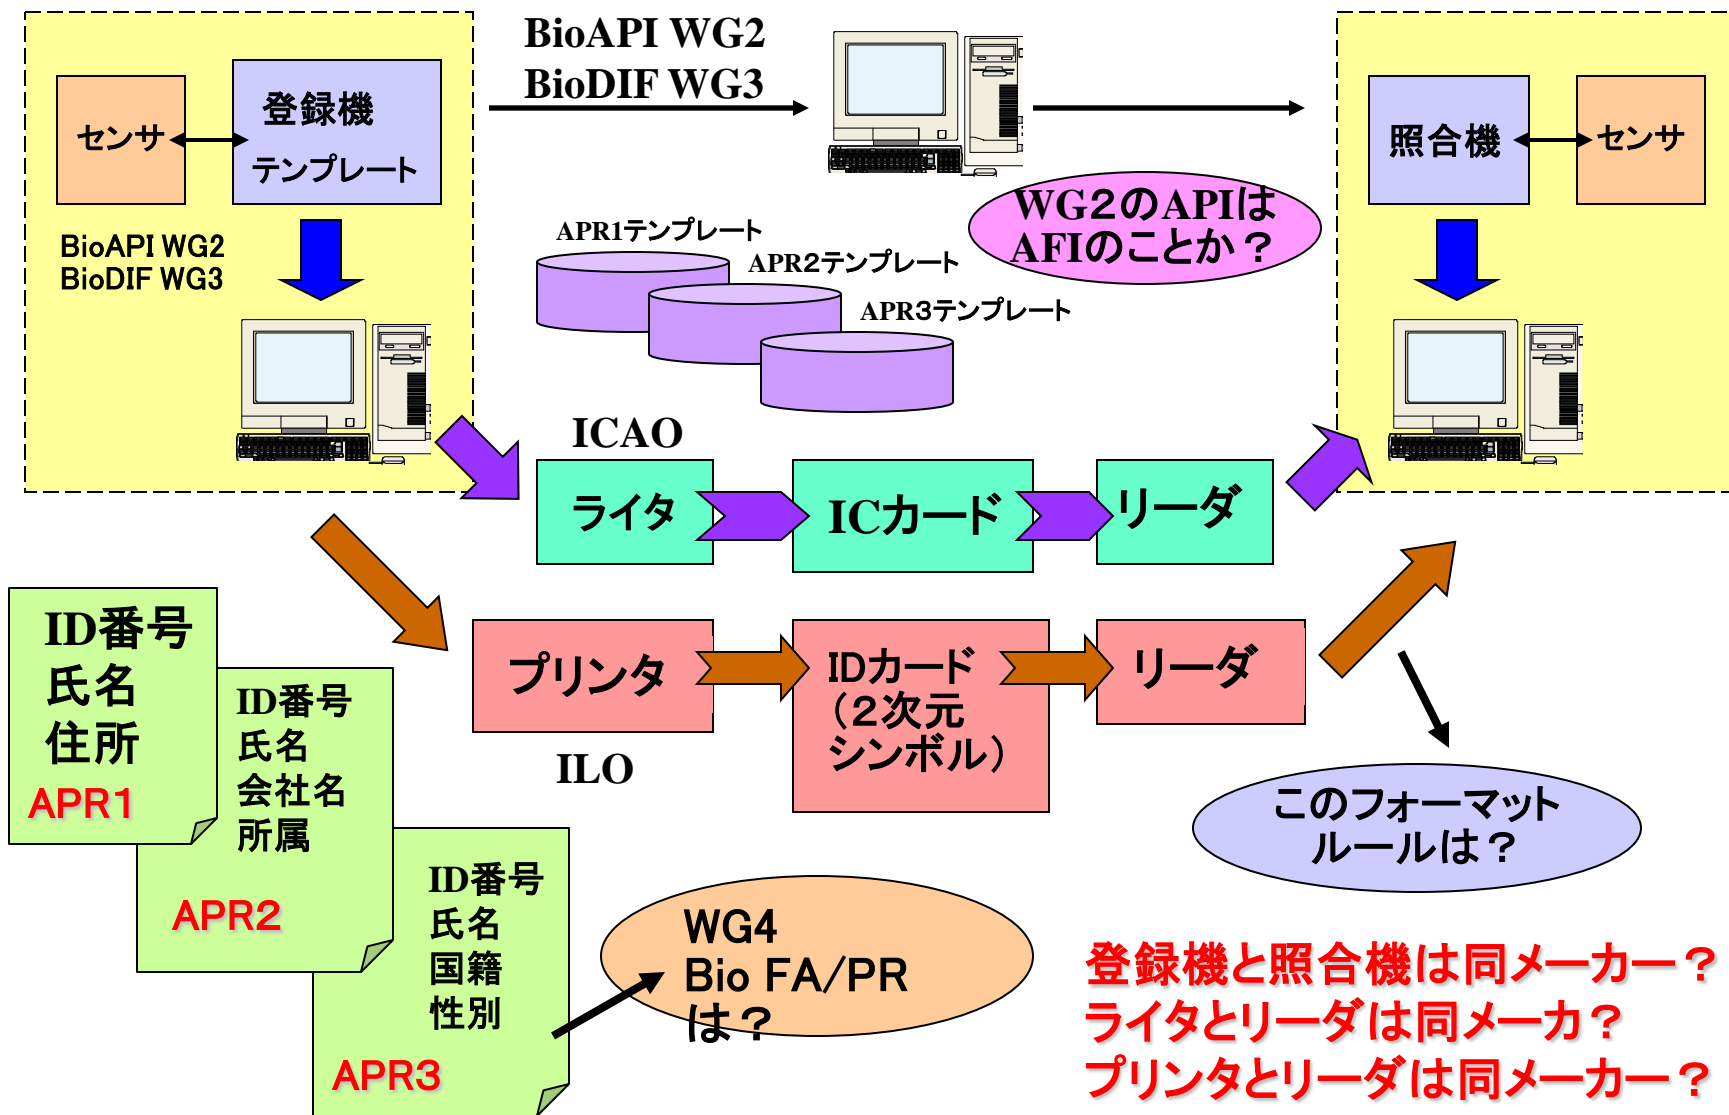 BioAPI WG2
BioDIF WG3
センサ
登録機
テンプレート
BioAPI WG2
BioDIF WG3
照合機
センサ
WG２のAPIは
AFIのことか？
APR1テンプレート
APR２テンプレート
APR３テンプレート
ICAO
ライタ
ICカード
リーダ
プリンタ
IDカード
（２次元
シンボル）
リーダ
ILO
ID番号
氏名
住所
APR1
ID番号
氏名
会社名
所属
APR2
ID番号
氏名
国籍
性別
APR3
WG4
Bio FA/PR
は？
このフォーマット
ルールは？
登録機と照合機は同メーカー？
ライタとリーダは同メーカ？
プリンタとリーダは同メーカー？